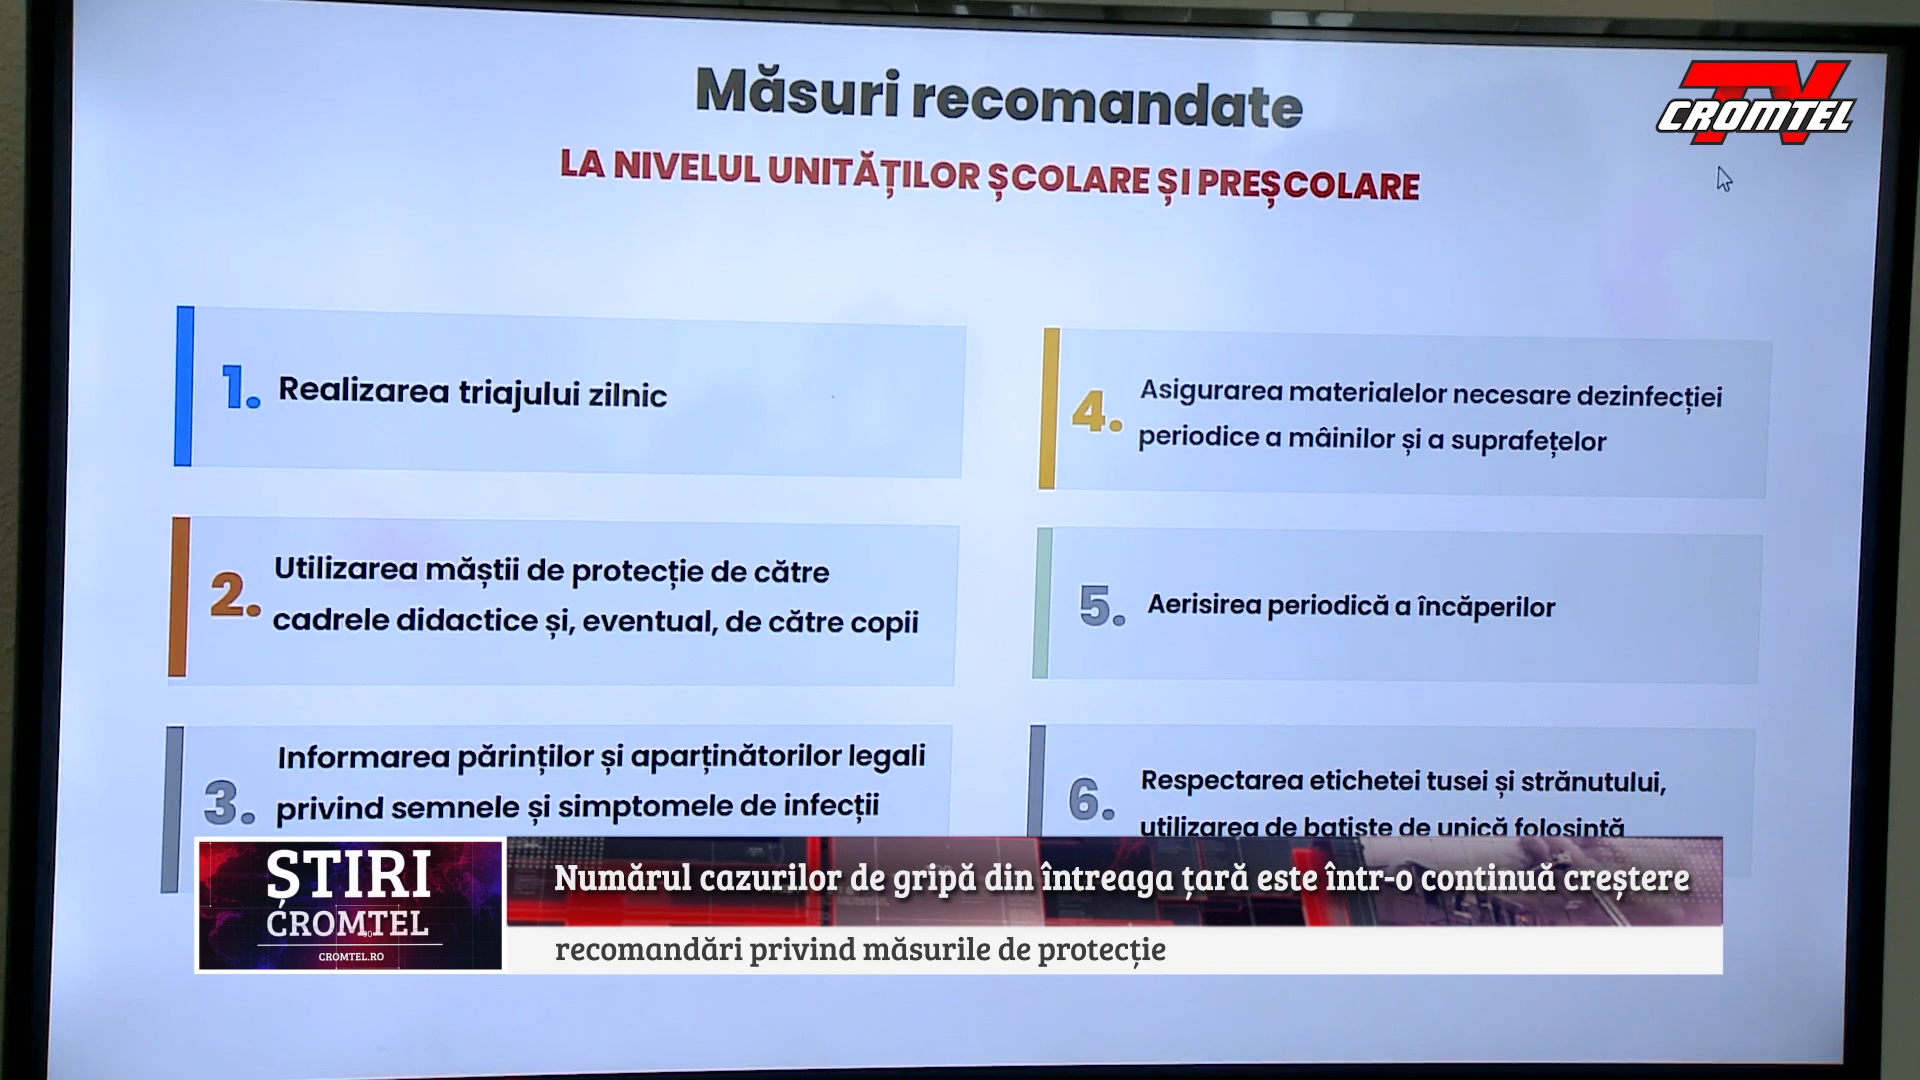 Măsuri recomandate
TV
CROMTEL
LA NIVELUL UNITĂȚILOR ȘCOLARE ȘI PREȘCOLARE
1. Realizarea triajului zilnic
2. Utilizarea măștii de protecție de către
cadrele didactice și, eventual, de către copii
3. Informarea părinților și aparținătorilor legali
privind semnele și simptomele de infecții
4. Asigurarea materialelor necesare dezinfecției
periodice a mâinilor și a suprafețelor
5. Aerisirea periodică a încăperilor
6. Respectarea etichetei tusei și strănutului,
utilizarea de batiste de unică folosință
ȘTIRI
CROMTEL
CROMTEL.RO
Numărul cazurilor de gripă din întreaga țară este într-o continuă creștere
recomandări privind măsurile de protecție